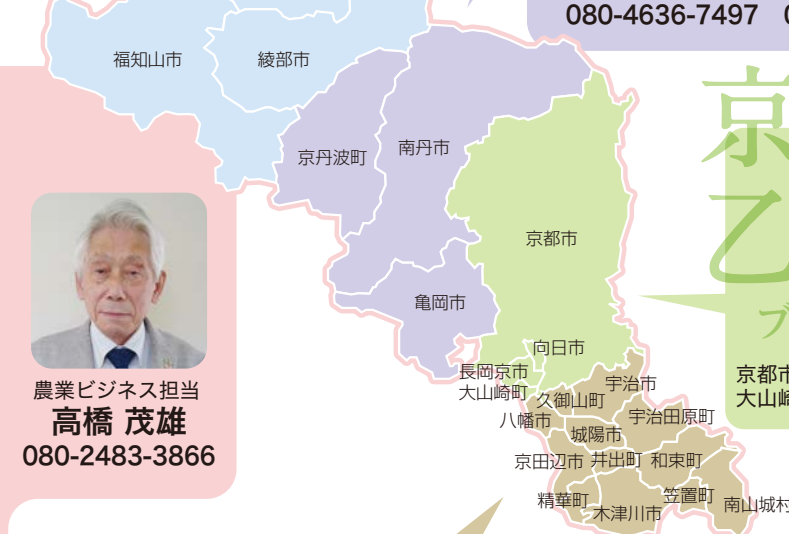 080-4636-7497
福知山市
綾部市
京丹波町
南丹市
京
乙
京都市
亀岡市
向日市
長岡京市
大山崎町
宇治市
久御山町
八幡市
宇治田原町
城陽市
京田辺市
井出町
和束町
精華町
木津川市
笠置町
南山城村
ブ
京都市
大山崎
農業ビジネス担当
高橋 茂雄
080-2483-3866